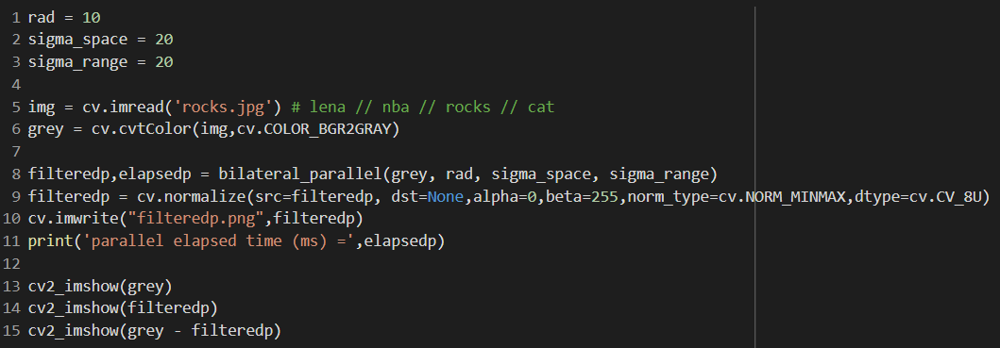 1 rad = 10
2 sigma_space = 20
3 sigma_range = 20
4
5 img = cv.imread('rocks.jpg') # lena // nba // rocks // cat
6 grey = cv.cvtColor(img,cv.COLOR_BGR2GRAY)
7
8 filteredp,elapsedp = bilateral_parallel(grey, rad, sigma_space, sigma_range)
9 filteredp = cv.normalize(src=filteredp, dst=None,alpha=0,beta=255,norm_type=cv.NORM_MINMAX,dtype=cv.CV_8U)
10 cv.imwrite("filteredp.png",filteredp)
11 print('parallel elapsed time (ms) =',elapsedp)
12
13 cv2_imshow(grey)
14 cv2_imshow(filteredp)
15 cv2_imshow(grey - filteredp)